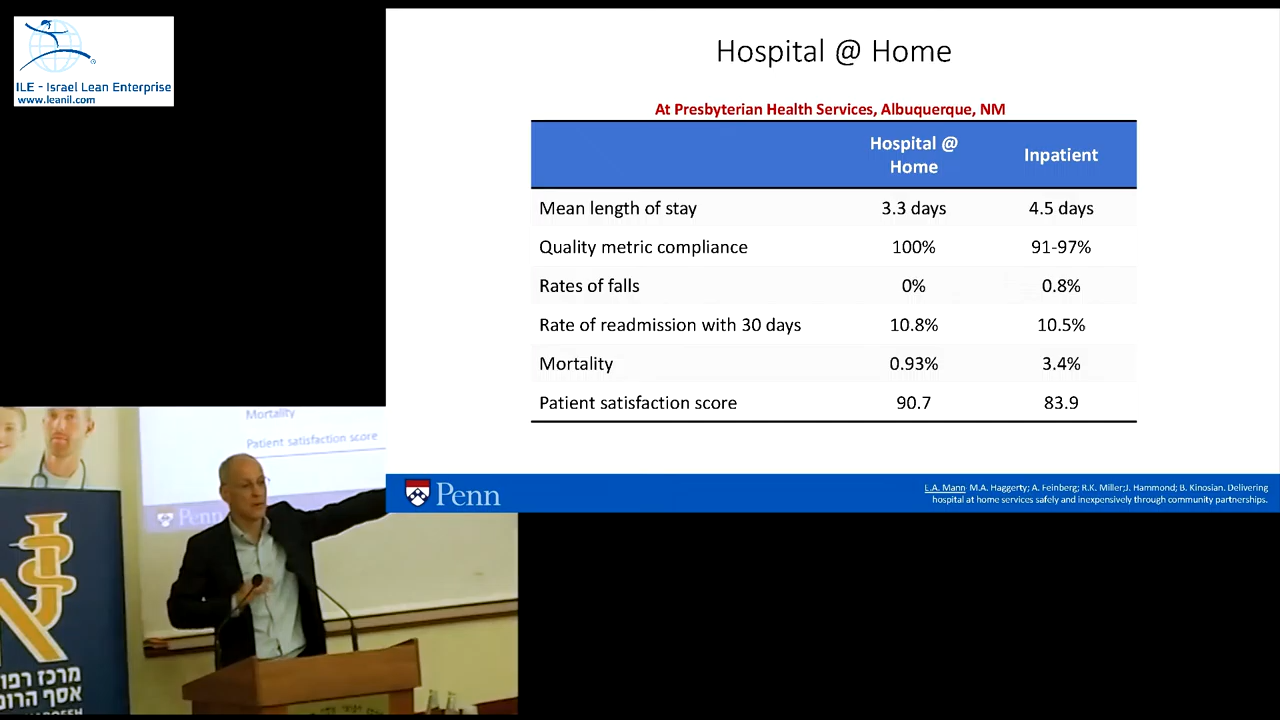 ILE - Israel Lean Enterprise
www.leanil.com
Hospital @ Home
At Presbyterian Health Services, Albuquerque, NM
Hospital @ Home Inpatient
Mean length of stay 3.3 days 4.5 days
Quality metric compliance 100% 91-97%
Rates of falls 0% 0.8%
Rate of readmission with 30 days 10.8% 10.5%
Mortality 0.93% 3.4%
Patient satisfaction score 90.7 83.9
Penn
L.A. Mann M.A. Haggerty; A. Feinberg; R.K. Miller;J. Hammond; B. Kinosian. Delivering
hospital at home services safely and inexpensively through community partnerships.
Mortality
Patient satisfaction score
Penn
מרכז רפו
אסף הרופ